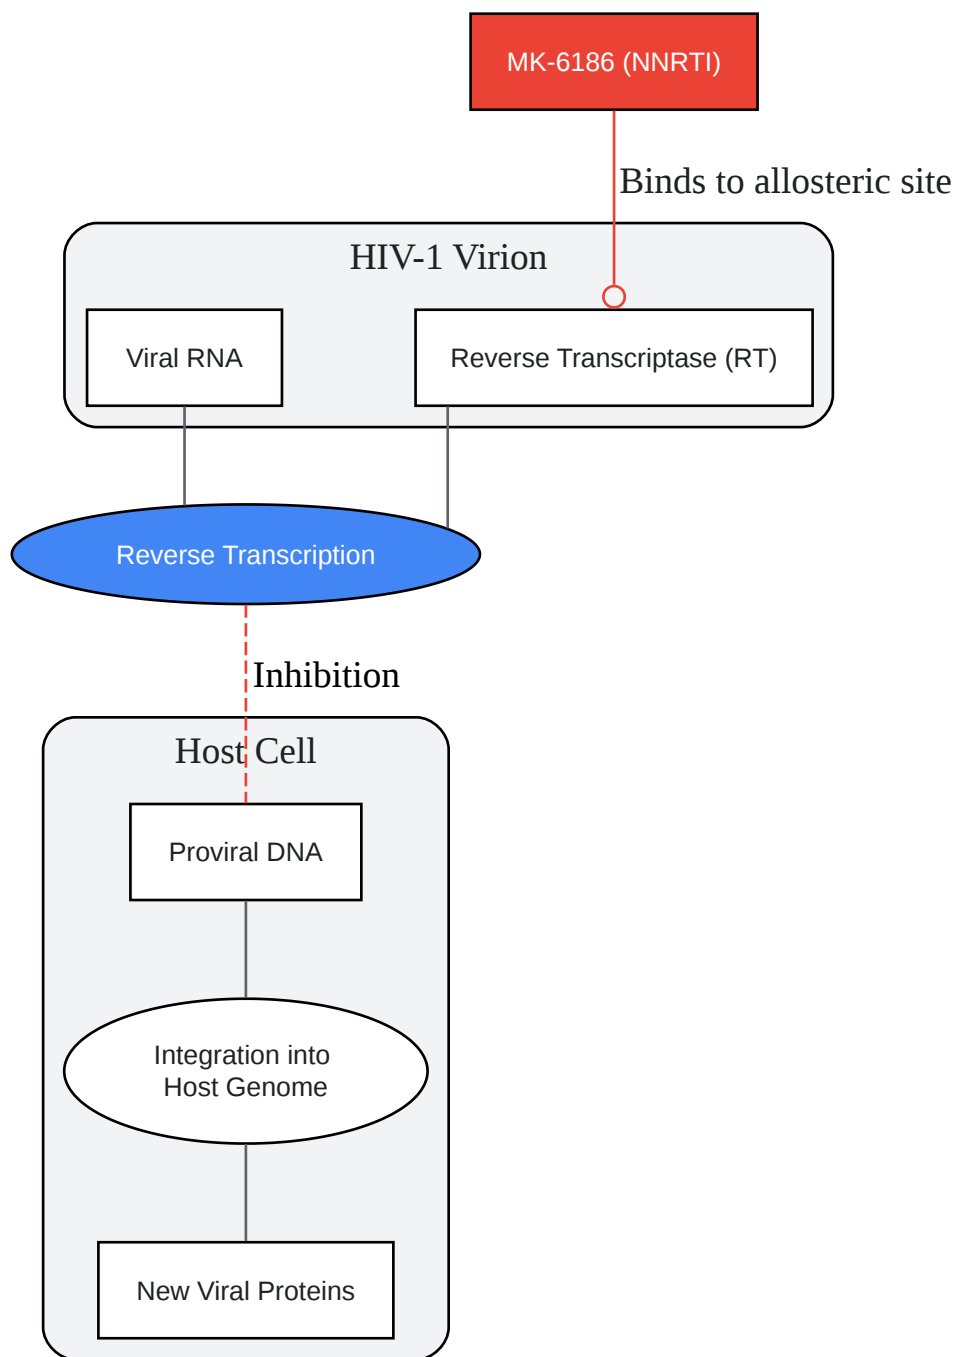 MK-6186 (NNRTI)
Binds to allosteric site
HIV-1 Virion
Viral RNA
Reverse Transcriptase (RT)
Reverse Transcription
Inhibition
Host Cell
Proviral DNA
Integration into
Host Genome
New Viral Proteins